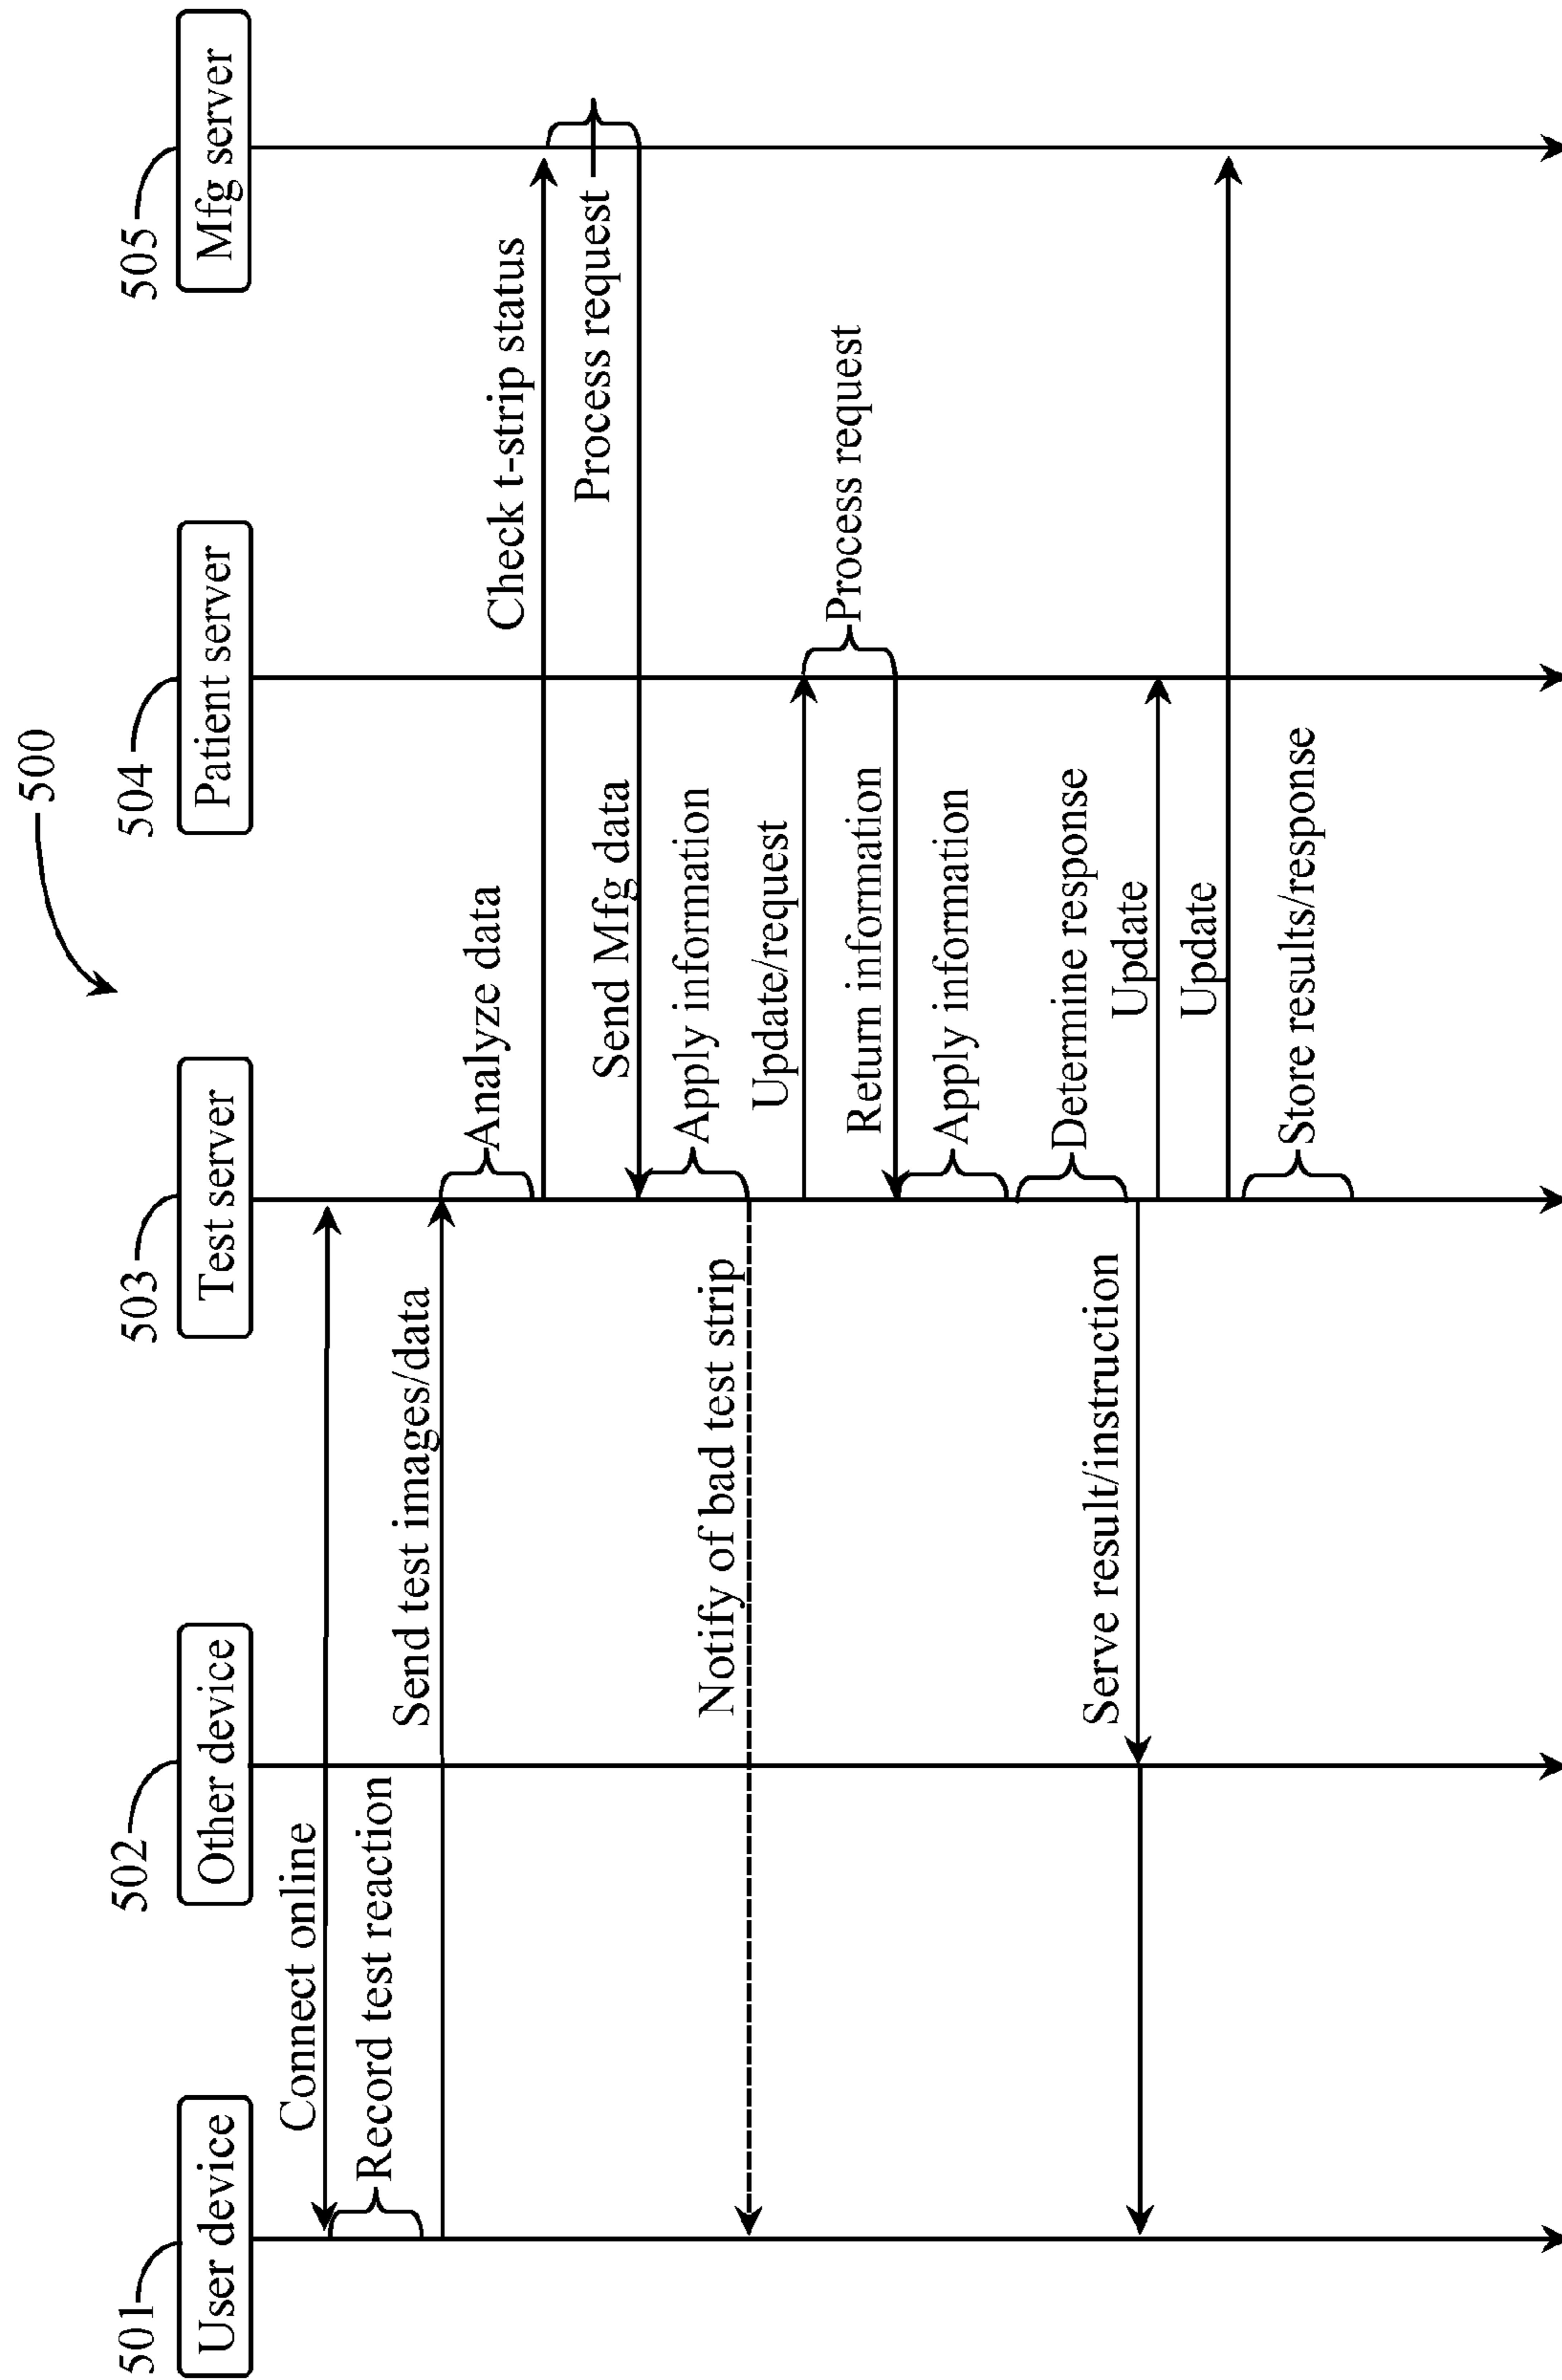 500
501
502
503
504
505
User device
Other device
Test server
Patient server
Mfg server
Connect online
Record test reaction
Send test images/data
Analyze data
Check t-strip status
Process request
Send Mfg data
Apply information
Notify of bad test strip
Update/request
Process request
Return information
Apply information
Determine response
Serve result/instruction
Update
Update
Store results/response